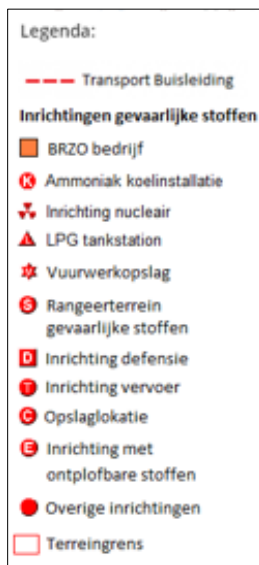 Legenda:
Transport Buisleiding
Inrichtingen gevaarlijke stoffen
BRZO bedrijf
K Ammoniak koelinstallatie
Inrichting nucleair
LPG tankstation
Vuurwerkopslag
S Rangeerterrein
gevaarlijke stoffen
D Inrichting defensie
T Inrichting vervoer
C Opslaglokatie
E Inrichting met
ontplofbare stoffen
Overige inrichtingen
Terreingrens